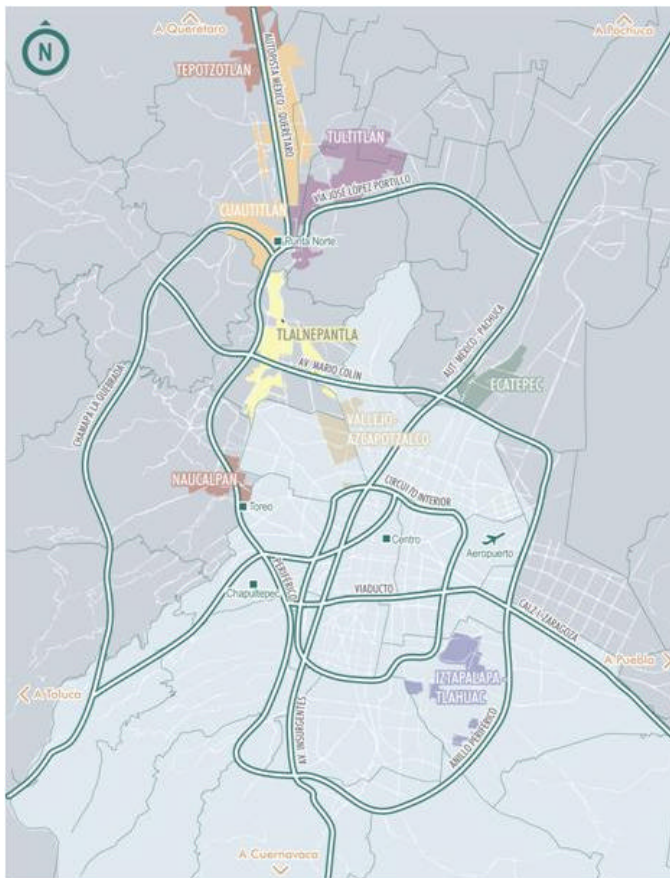 A Querétaro
A Pachuca
N
TEPOTZOTLAN
AUTOPISTA MÉXICO - QUERÉTARO
TULTITLÁN
VÍA JOSÉ LÓPEZ PORTILLO
CUAUTITLÁN
Punta Norte
TLALNEPANTLA
AV. MARIO COLIN
AUT. MÉXICO - PACHUCA
ECATEPEC
CHAMAPA LA QUEBRADA
VALLEJO-
AZCAPOTZALCO
NAUCALPAN
CIRCUITO INTERIOR
Toreo
Centro
Aeropuerto
PERIFÉRICO
Chapultepec
VIADUCTO
CALZ. I. ZARAGOZA
A Puebla
IZTAPALAPA-
TLAHUAC
A Toluca
AV. INSURGENTES
ANILLO PERIFÉRICO
A Cuernavaca